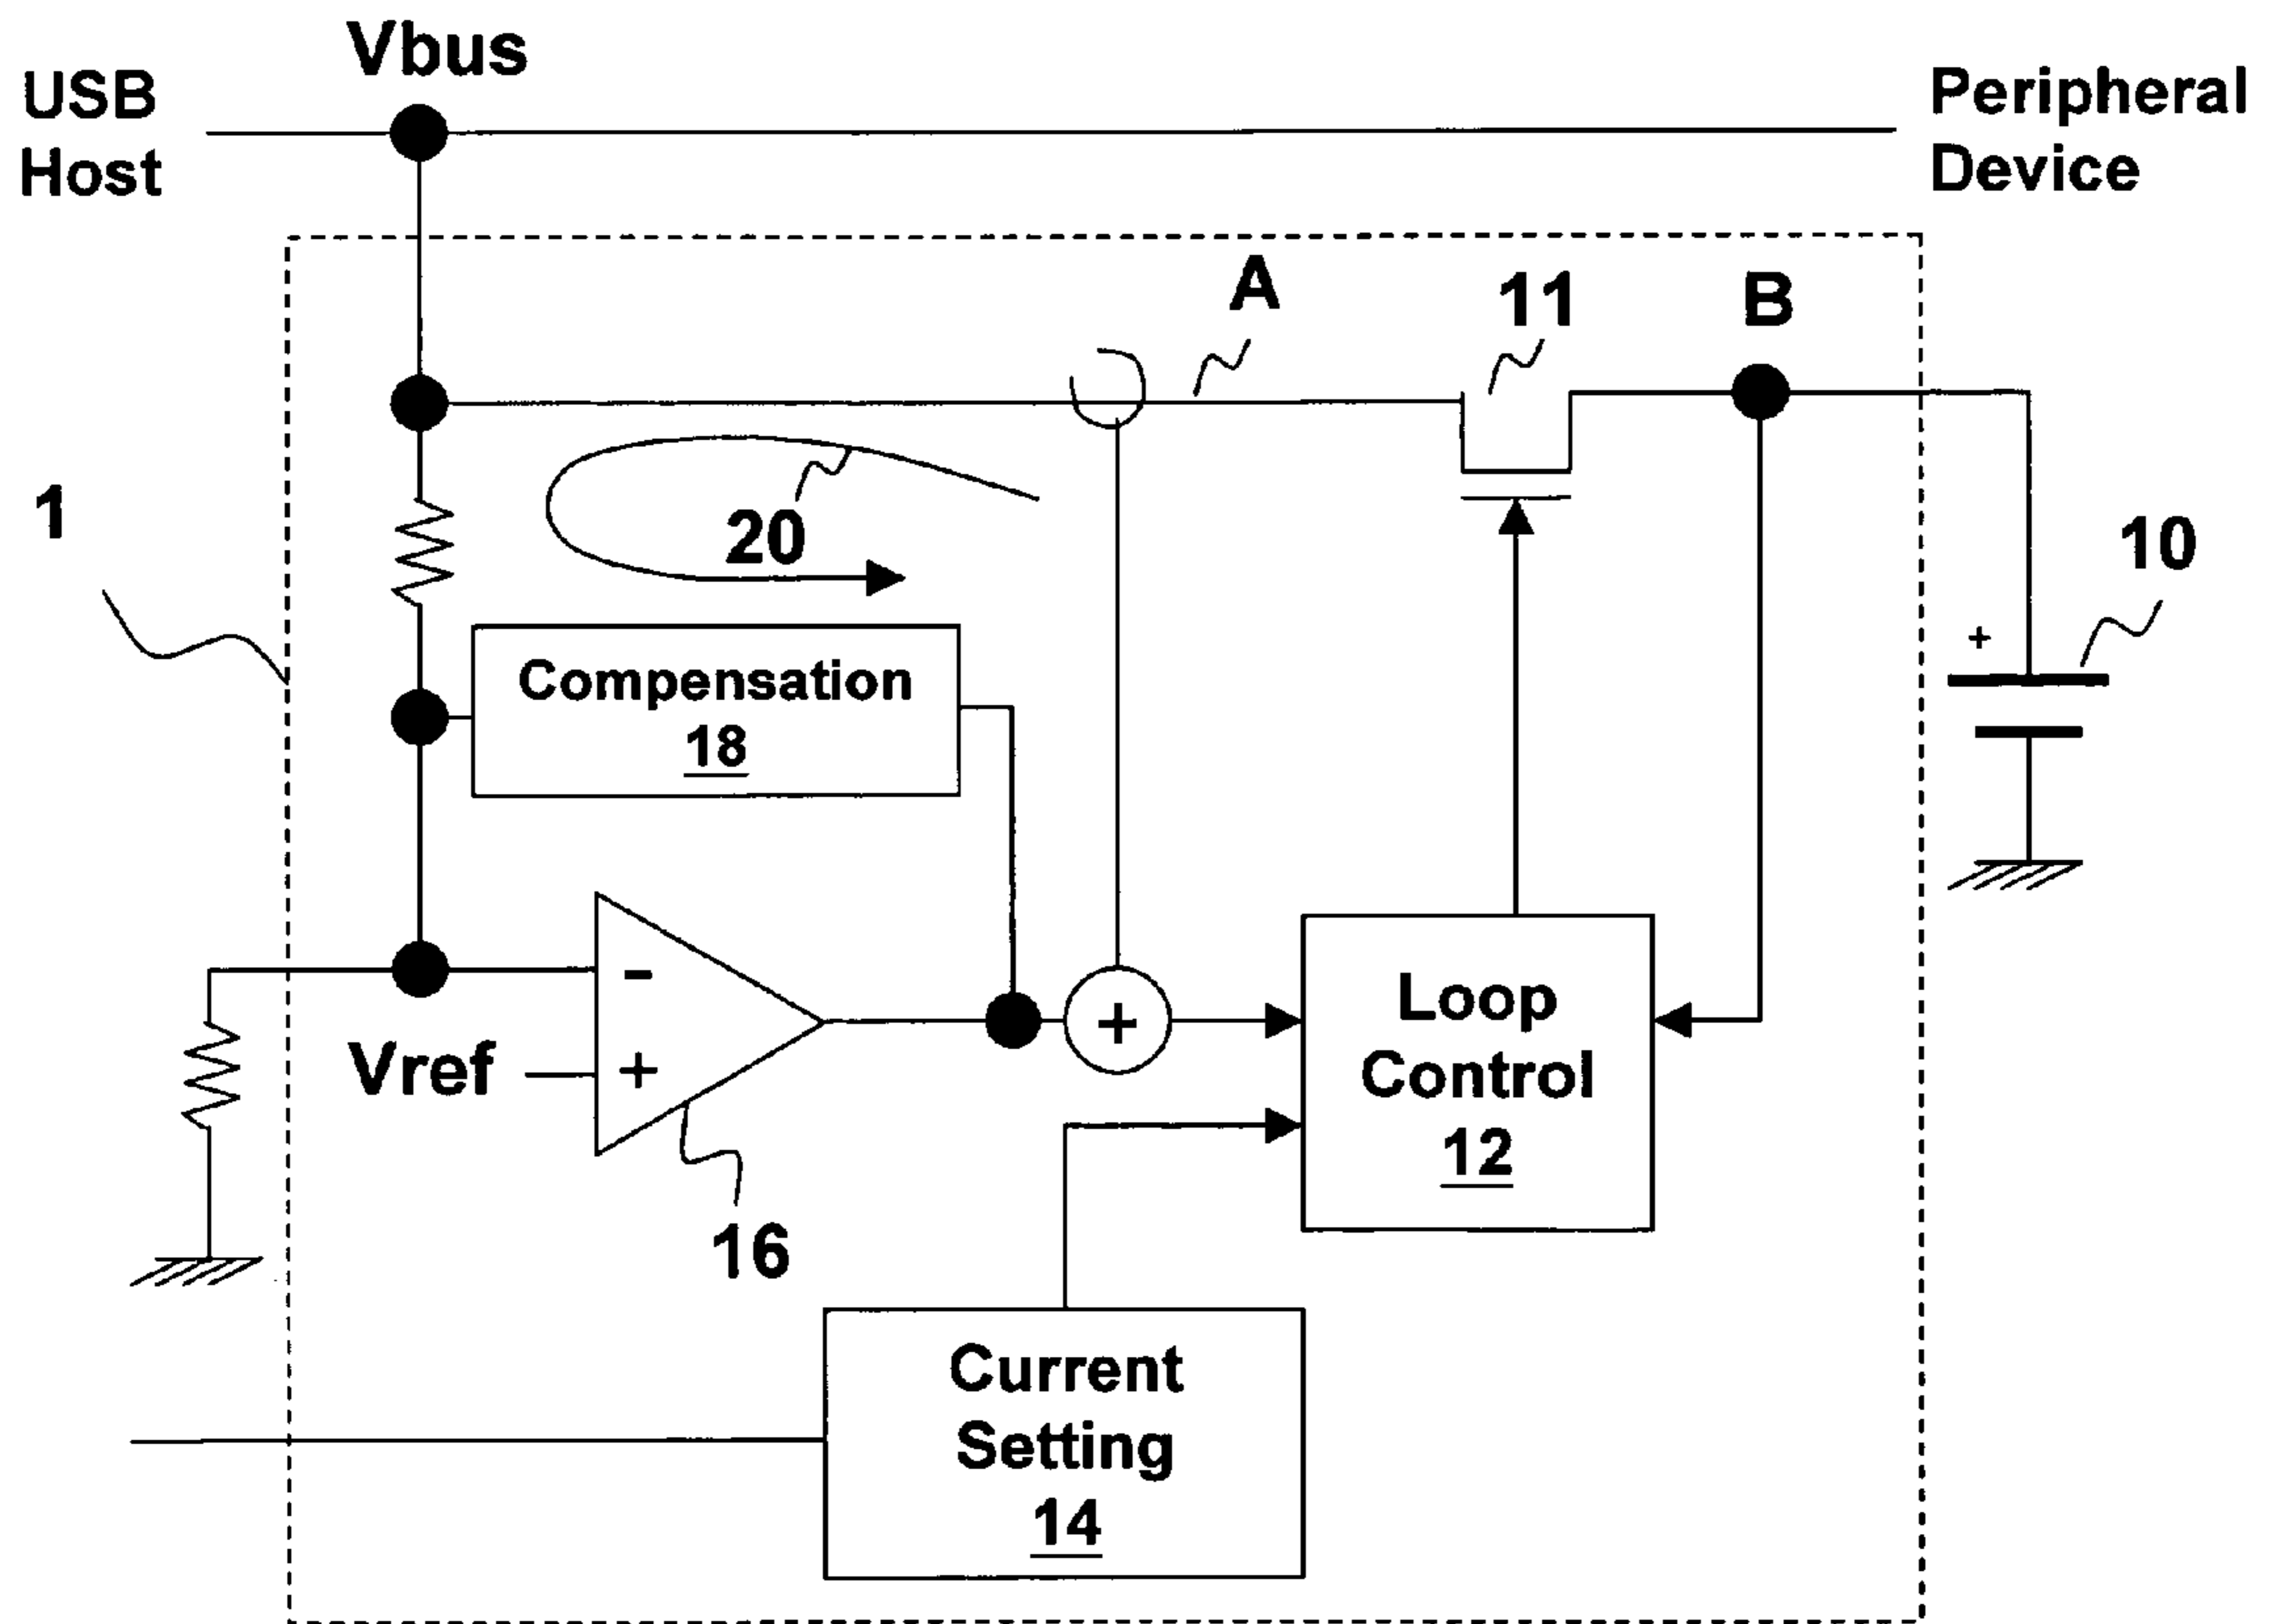 Vbus
USB
Host
Peripheral
Device
A
11
B
1
20
10
+
Compensation
18
-
Vref
+
+
Loop
Control
12
16
Current
Setting
14